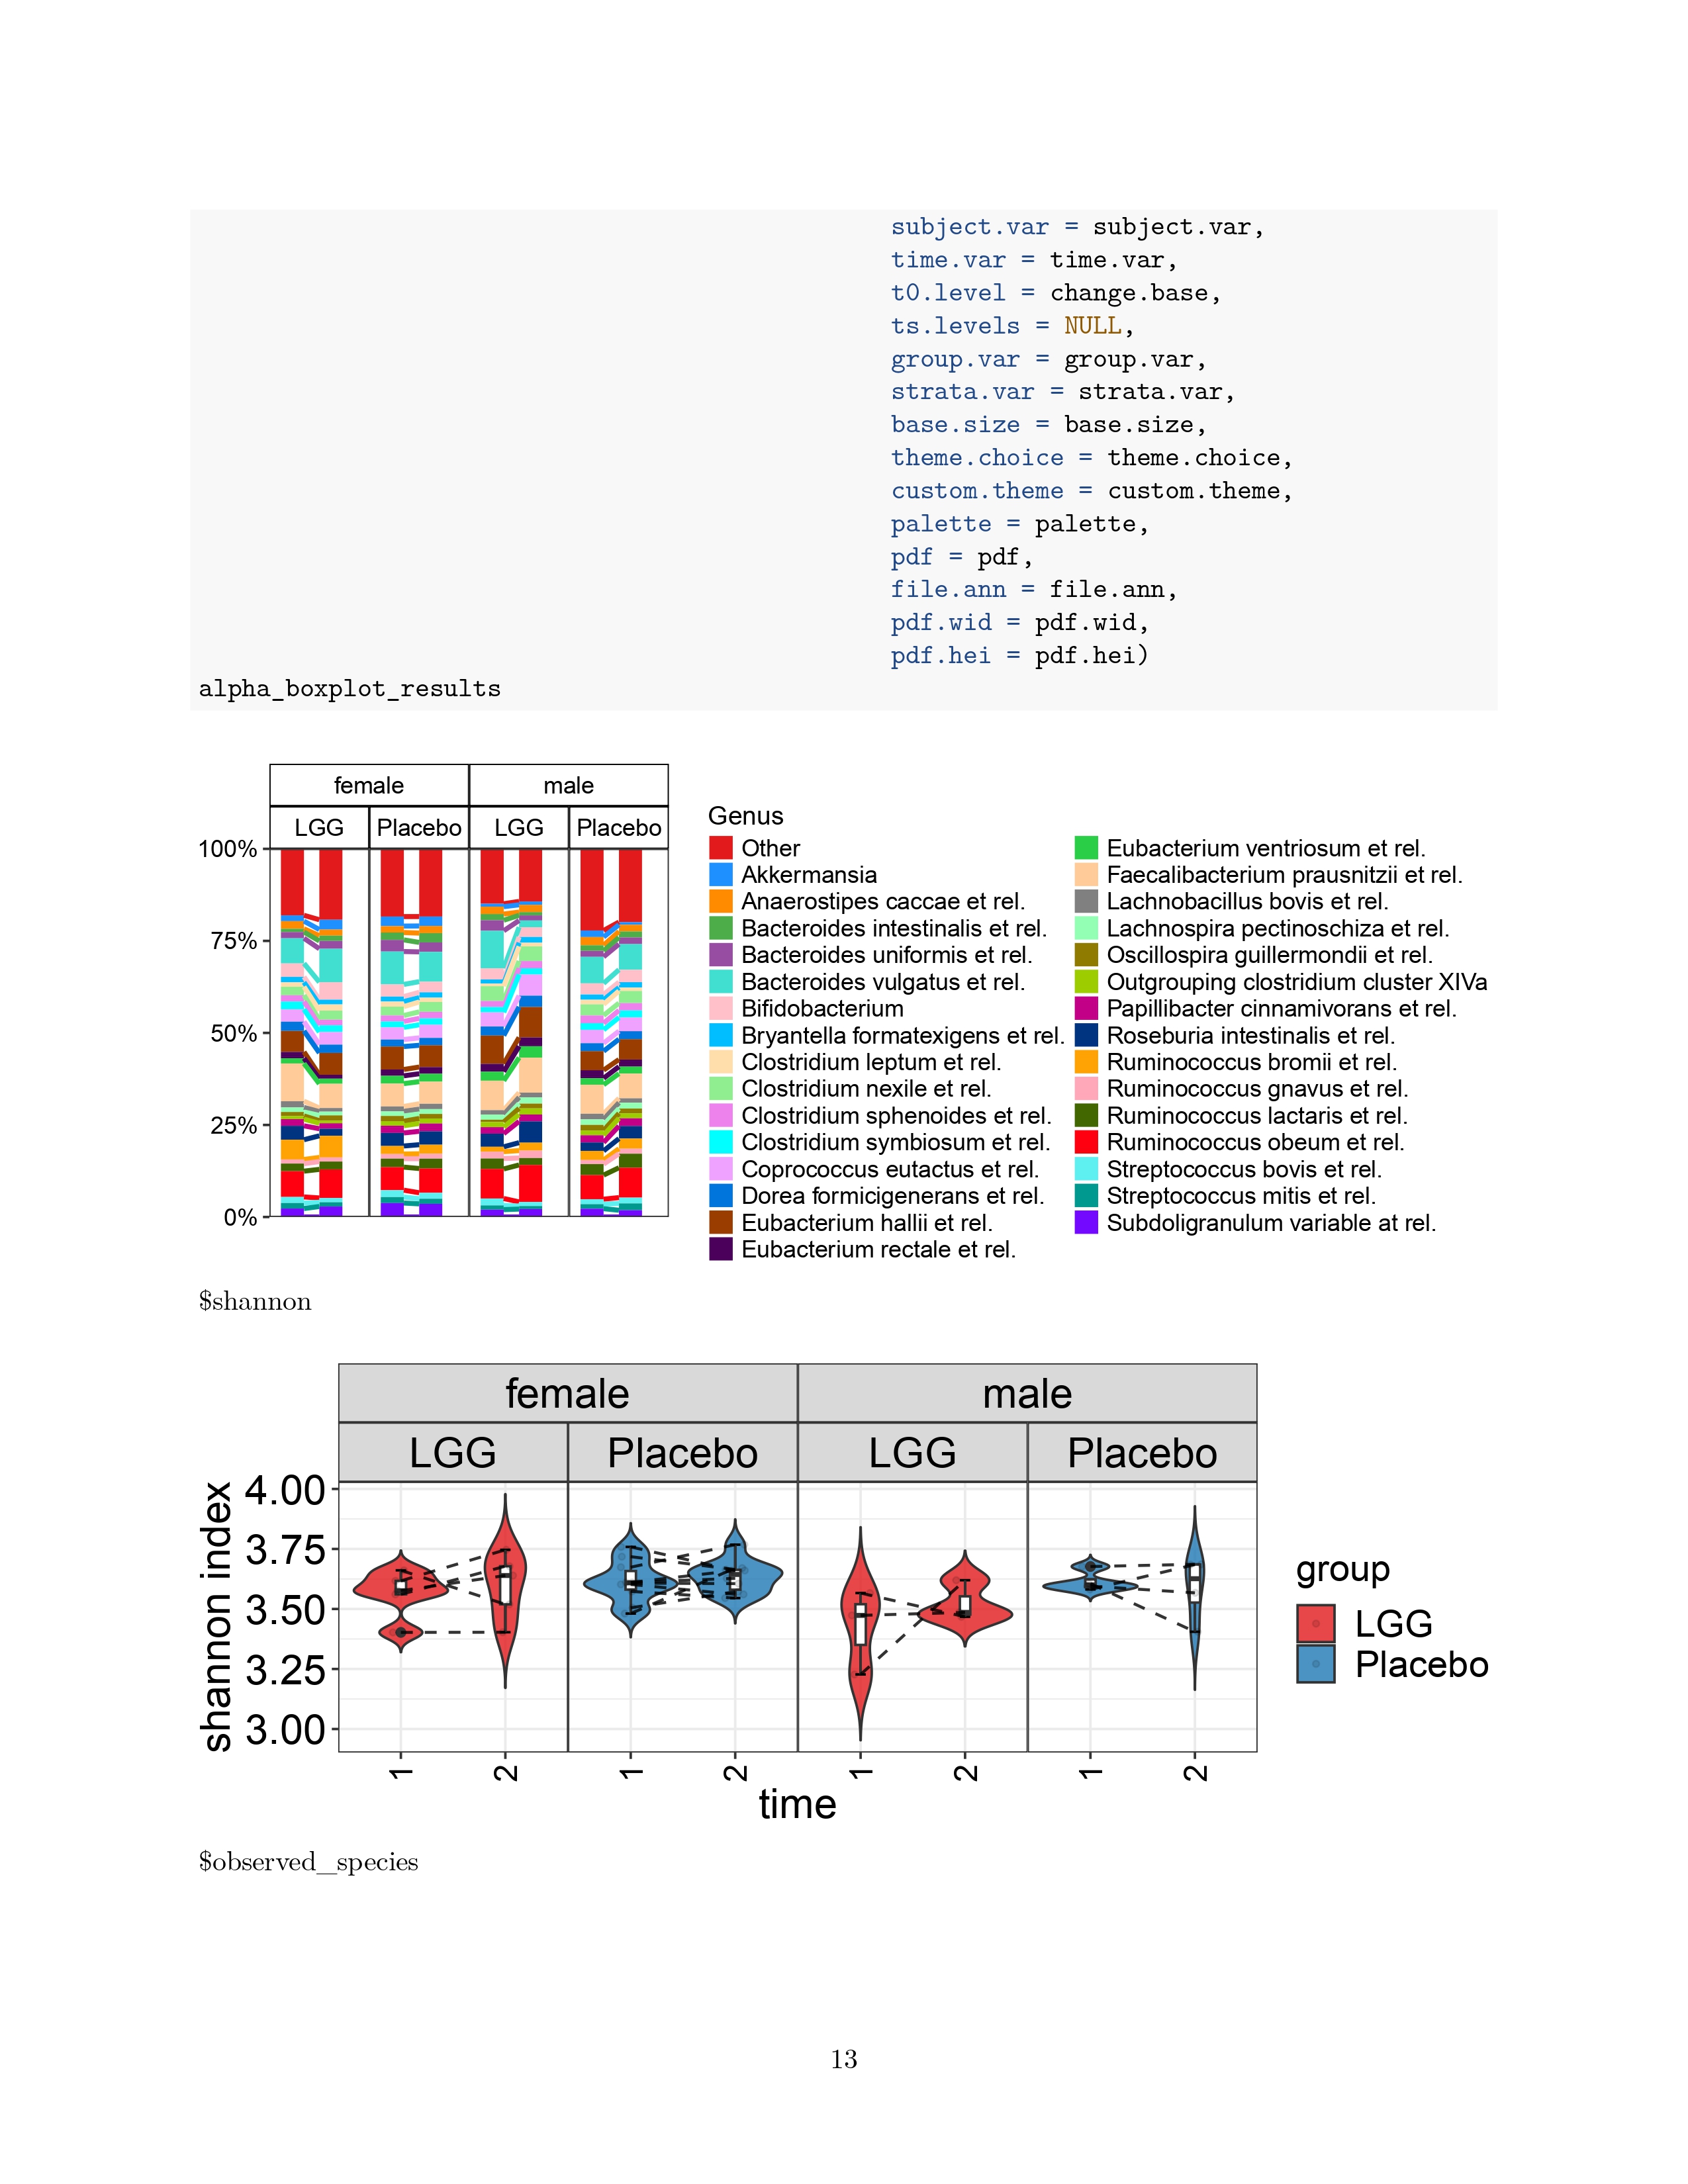 subject.var = subject.var,
time.var = time.var,
t0.level = change.base,
ts.levels = NULL,
group.var = group.var,
strata.var = strata.var,
base.size = base.size,
theme.choice = theme.choice,
custom.theme = custom.theme,
palette = palette,
pdf = pdf,
file.ann = file.ann,
pdf.wid = pdf.wid,
pdf.hei = pdf.hei)
alpha_boxplot_results
female male
LGG Placebo LGG Placebo
100%
75%
50%
25%
0%
Genus
Other
Akkermansia
Anaerostipes caccae et rel.
Bacteroides intestinalis et rel.
Bacteroides uniformis et rel.
Bacteroides vulgatus et rel.
Bifidobacterium
Bryantella formatexigens et rel.
Clostridium leptum et rel.
Clostridium nexile et rel.
Clostridium sphenoides et rel.
Clostridium symbiosum et rel.
Coprococcus eutactus et rel.
Dorea formicigenerans et rel.
Eubacterium hallii et rel.
Eubacterium rectale et rel.
Eubacterium ventriosum et rel.
Faecalibacterium prausnitzii et rel.
Lachnobacillus bovis et rel.
Lachnospira pectinoschiza et rel.
Oscillospira guillermondii et rel.
Outgrouping clostridium cluster XIVa
Papillibacter cinnamivorans et rel.
Roseburia intestinalis et rel.
Ruminococcus bromii et rel.
Ruminococcus gnavus et rel.
Ruminococcus lactaris et rel.
Ruminococcus obeum et rel.
Streptococcus bovis et rel.
Streptococcus mitis et rel.
Subdoligranulum variable at rel.
$shannon
female male
LGG Placebo LGG Placebo
shannon index
4.00
3.75
3.50
3.25
3.00
1 2 1 2 1 2 1 2
time
group
LGG
Placebo
$observed_species
13